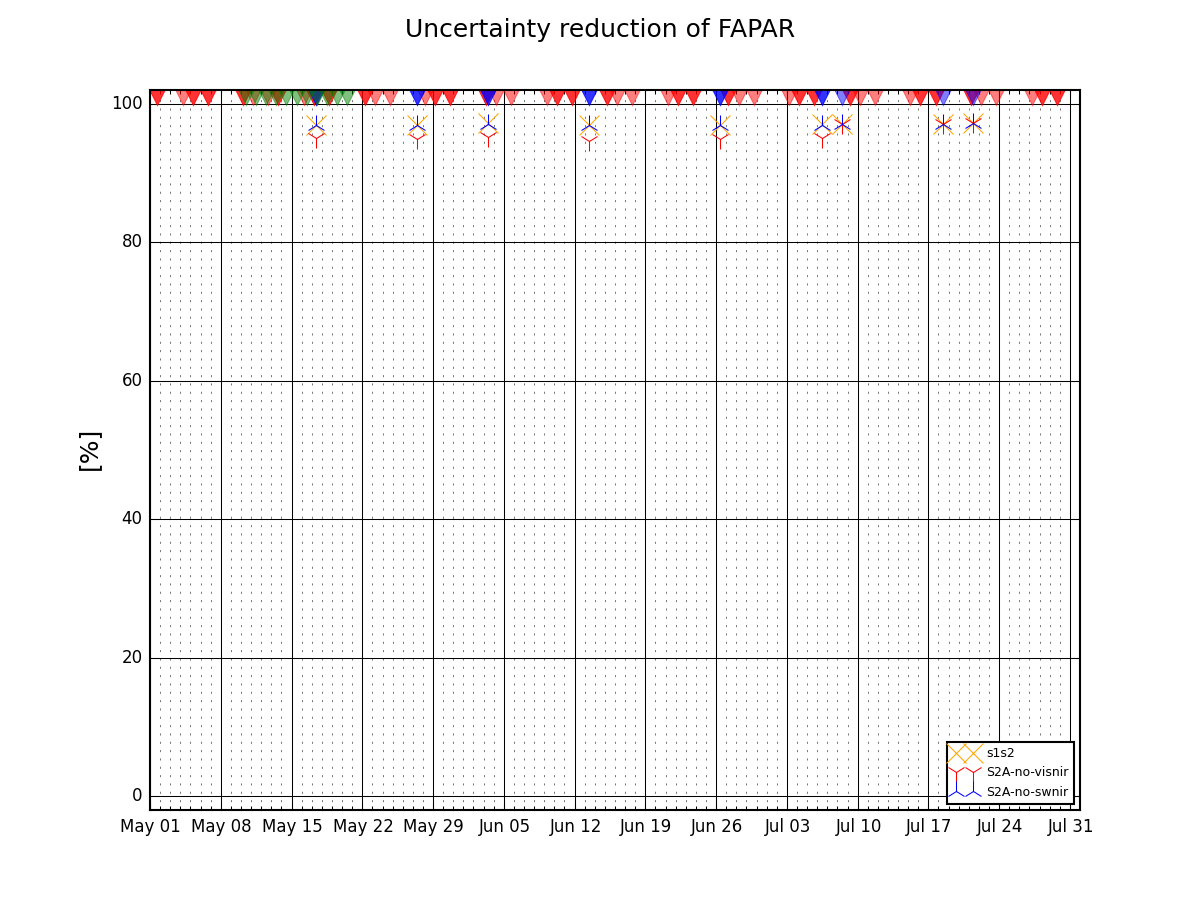 Uncertainty reduction of FAPAR
[%]
100
80
60
40
20
0
May 01 May 08 May 15 May 22 May 29 Jun 05 Jun 12 Jun 19 Jun 26 Jul 03 Jul 10 Jul 17 Jul 24 Jul 31
s1s2
S2A-no-visnir
S2A-no-swnir